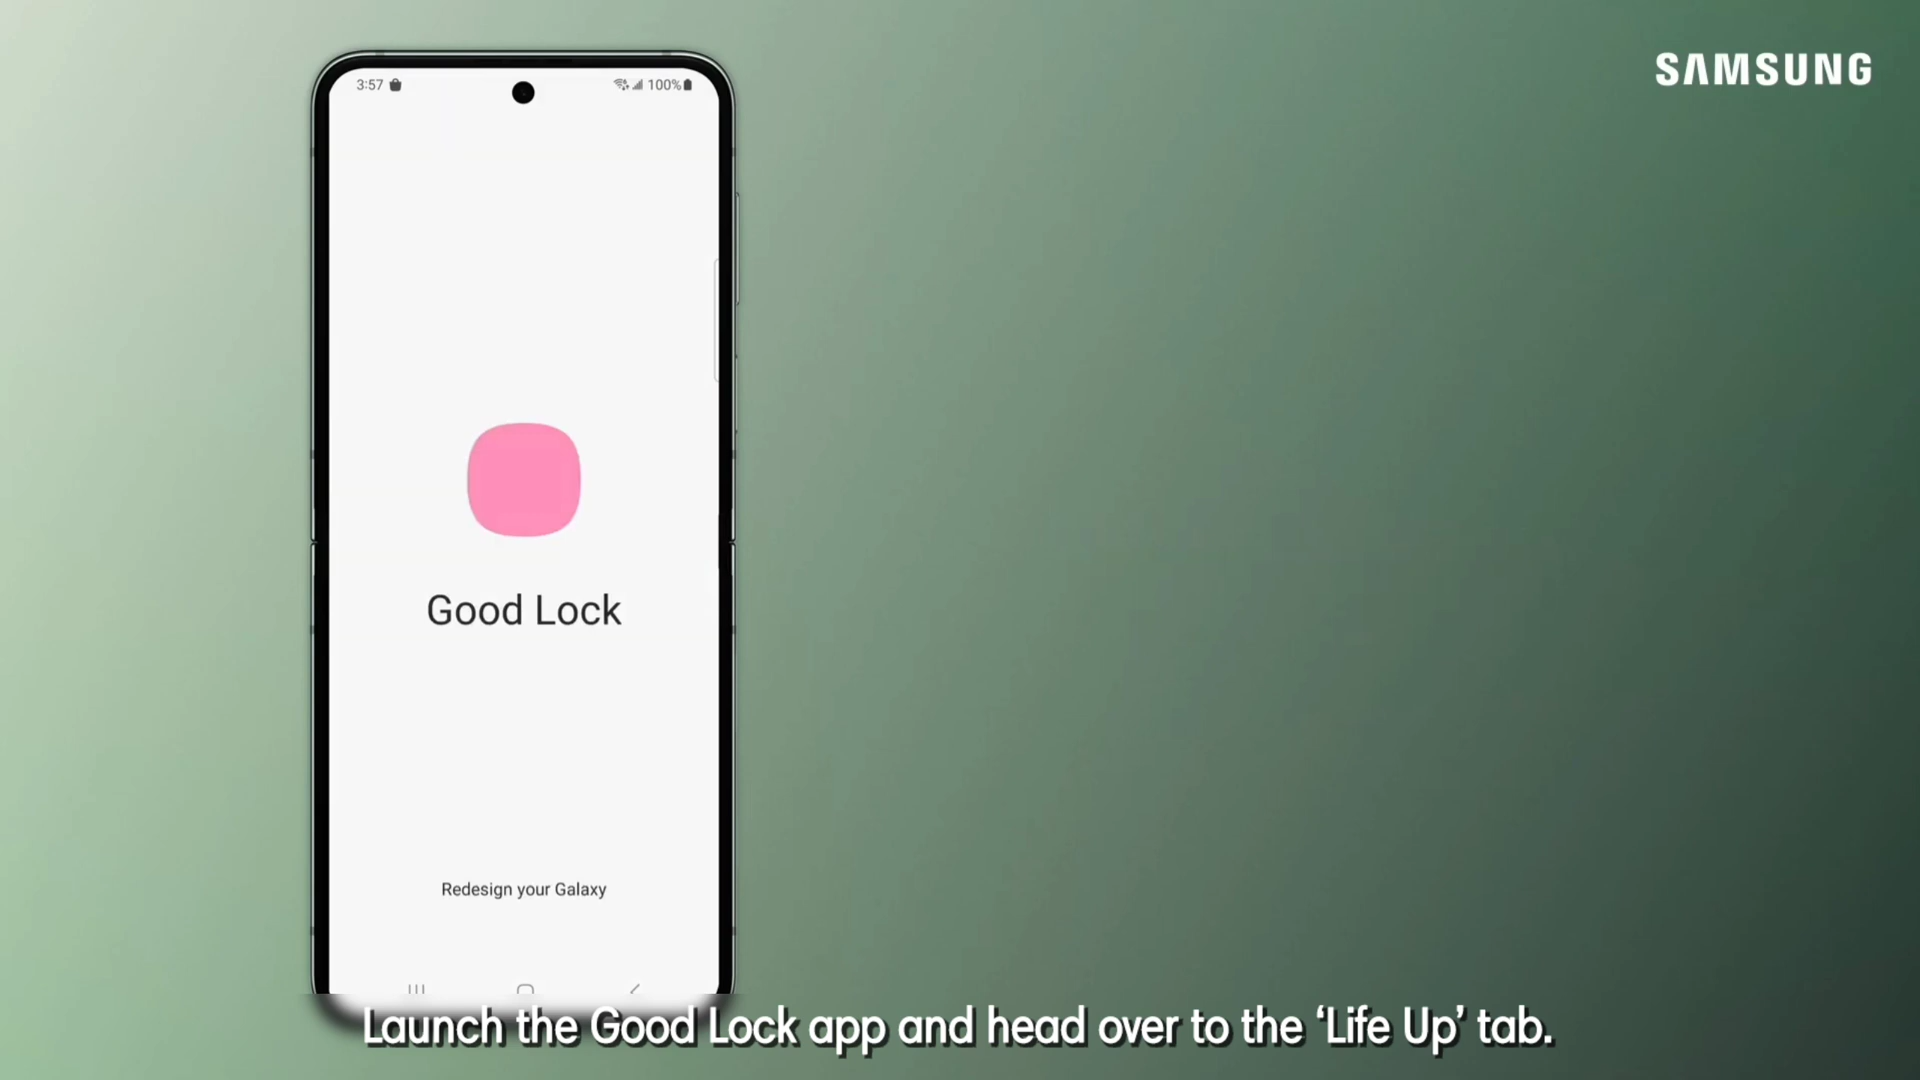 SAMSUNG
3:57 100%
Good Lock
Redesign your Galaxy
Launch the Good Lock app and head over to the ‘Life Up’ tab.